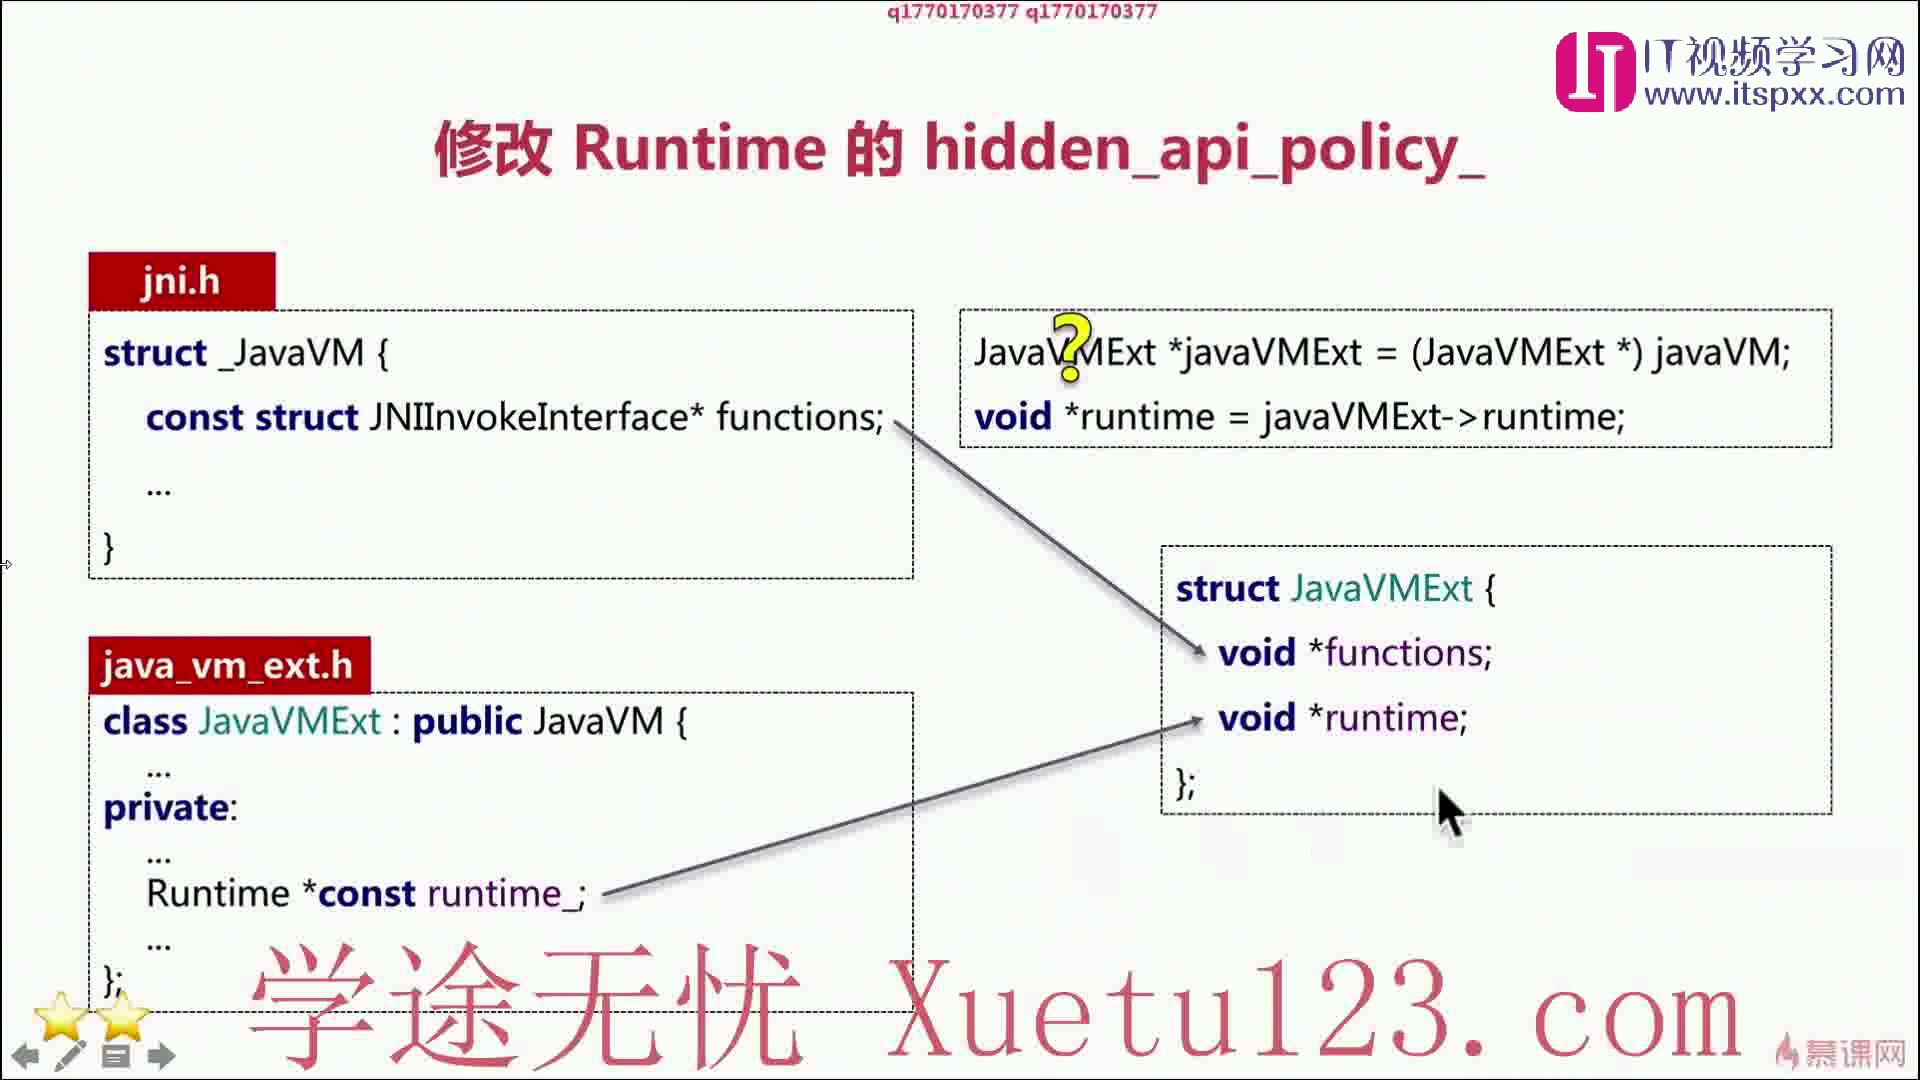 q1770170377 q1770170377
IT视频学习网
www.itspxx.com
修改 Runtime 的 hidden_api_policy_
jni.h
struct _JavaVM {
const struct JNIInvokeInterface* functions;
...
}
JavaVMExt *javaVMExt = (JavaVMExt *) javaVM;
void *runtime = javaVMExt->runtime;
?
struct JavaVMExt {
void *functions;
void *runtime;
};
java_vm_ext.h
class JavaVMExt : public JavaVM {
...
private:
...
Runtime *const runtime_;
...
};
学途无忧 Xuetu123.com
慕课网